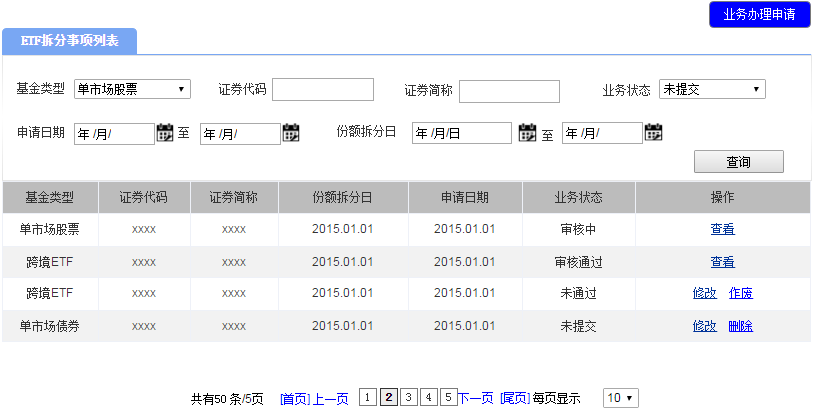 业务办理申请
ETF拆分事项列表
基金类型 单市场股票 证券代码 证券简称 业务状态 未提交
申请日期 年 /月/ 至 年 /月/ 份额拆分日 年 /月/日 至 年 /月/
查询
基金类型 证券代码 证券简称 份额拆分日 申请日期 业务状态 操作
单市场股票 xxxx xxxx 2015.01.01 2015.01.01 审核中 查看
跨境ETF xxxx xxxx 2015.01.01 2015.01.01 审核通过 查看
跨境ETF xxxx xxxx 2015.01.01 2015.01.01 未通过 修改 作废
单市场债券 xxxx xxxx 2015.01.01 2015.01.01 未提交 修改 删除
共有50 条/5页 [首页] 上一页 1 2 3 4 5 下一页 [尾页] 每页显示 10